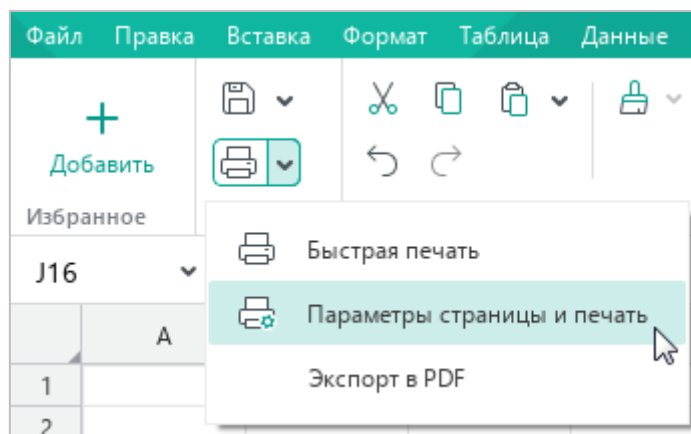 Файл Правка Вставка Формат Таблица Данные
Добавить
Избранное
Быстрая печать
J16
Параметры страницы и печать
A
Экспорт в PDF
1
2